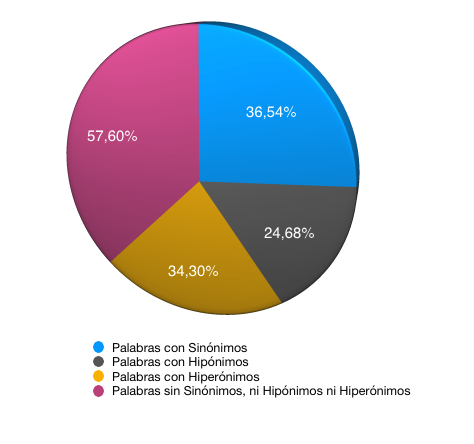 36,54%
57,60%
24,68%
34,30%
Palabras con Sinónimos
Palabras con Hipónimos
Palabras con Hiperónimos
Palabras sin Sinónimos, ni Hipónimos ni Hiperónimos